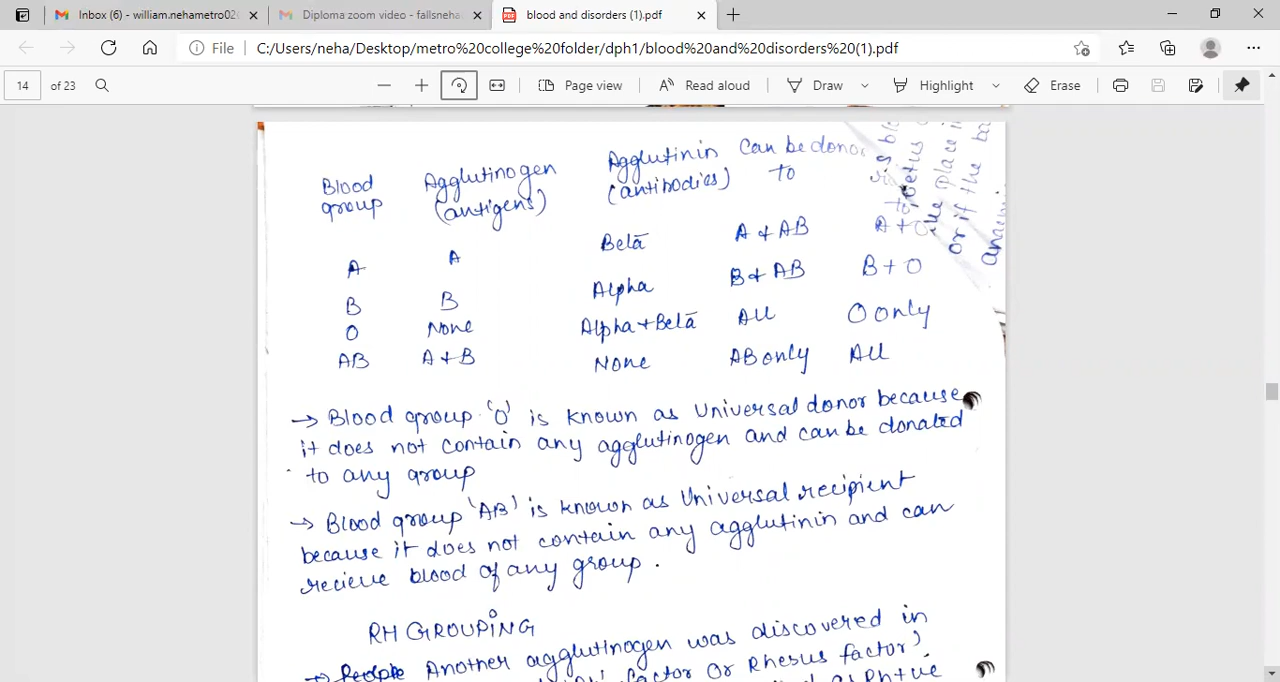 Inbox (6) - william.nehametro02
Diploma zoom video - fallsneha
blood and disorders (1).pdf
File
C:/Users/neha/Desktop/metro%20college%20folder/dph1/blood%20and%20disorders%20(1).pdf
14 of 23
Page view
Read aloud
Draw
Highlight
Erase
Blood group Agglutinogen (antigens) Agglutinin (antibodies) Can be donor to
A A Beta A & AB A +
B B Alpha B & AB B + O
O None Alpha + Beta All O only
AB A + B None AB only All
→ Blood group 'O' is known as Universal donor because
it does not contain any agglutinogen and can be donated
to any group
→ Blood group 'AB' is known as Universal recipient
because it does not contain any agglutinin and can
recieve blood of any group.
RH GROUPING
→ Another agglutinogen was discovered in
factor or Rhesus factor)
the place
or if the